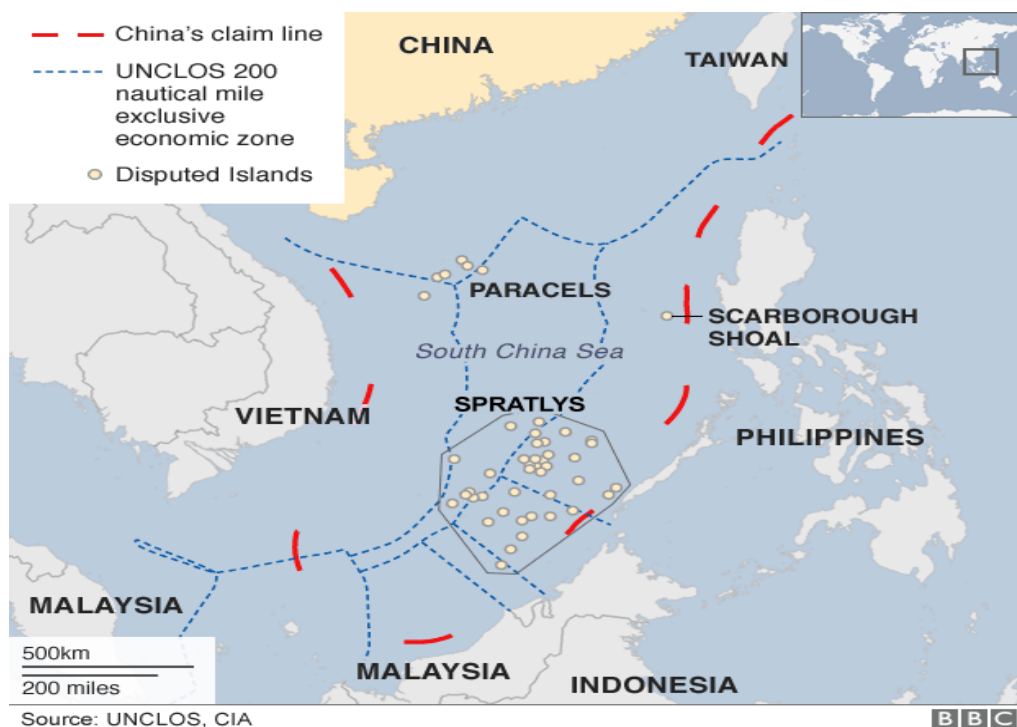 China's claim line
UNCLOS 200
nautical mile
exclusive
economic zone
Disputed Islands
CHINA
TAIWAN
PARACELS
SCARBOROUGH
SHOAL
South China Sea
SPRATLYS
VIETNAM
PHILIPPINES
MALAYSIA
500km
200 miles
MALAYSIA
INDONESIA
Source: UNCLOS, CIA
BBC